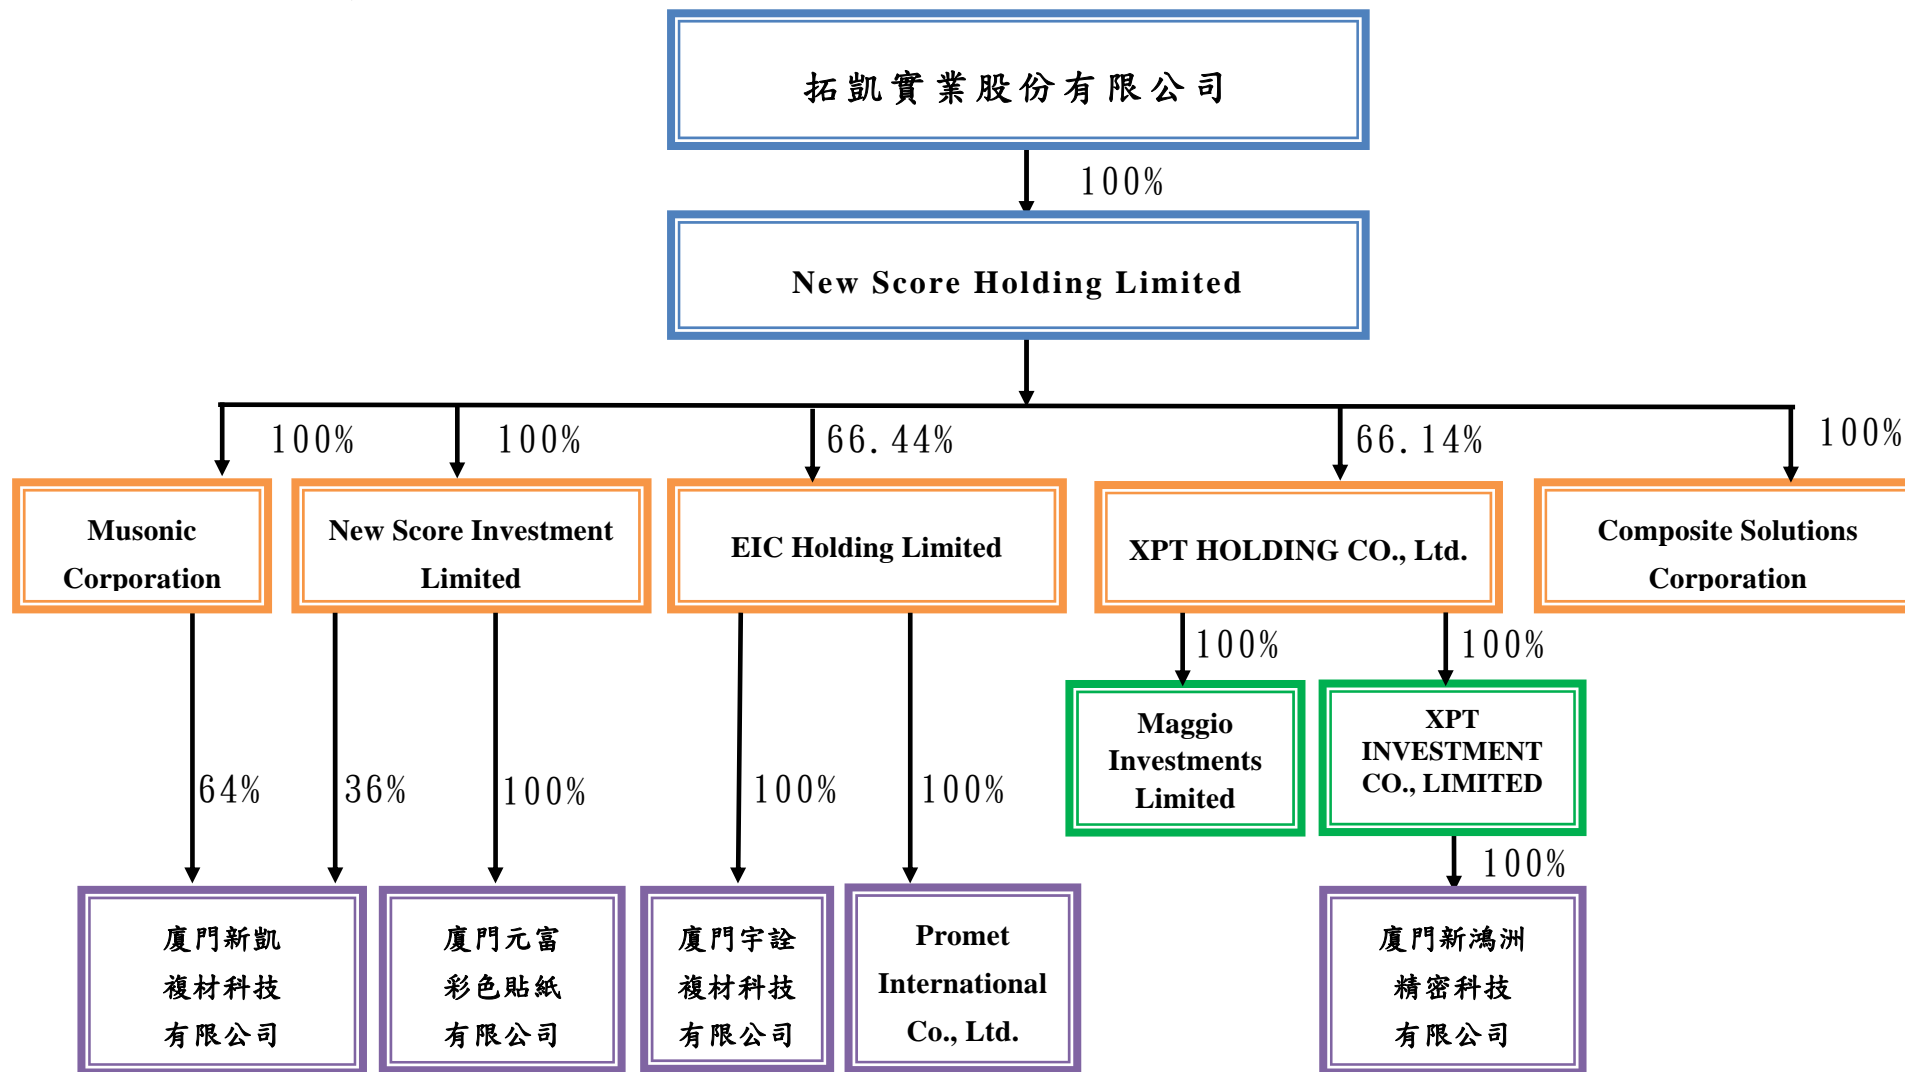 拓凱實業股份有限公司
100%
New Score Holding Limited
100%
100%
66.44%
66.14%
100%
Musonic
Corporation
New Score Investment
Limited
EIC Holding Limited
XPT HOLDING CO., Ltd.
Composite Solutions
Corporation
100%
100%
Maggio
Investments
Limited
XPT
INVESTMENT
CO., LIMITED
64%
36%
100%
100%
100%
100%
廈門新凱
複材科技
有限公司
廈門元富
彩色貼紙
有限公司
廈門宇詮
複材科技
有限公司
Promet
International
Co., Ltd.
廈門新鴻洲
精密科技
有限公司